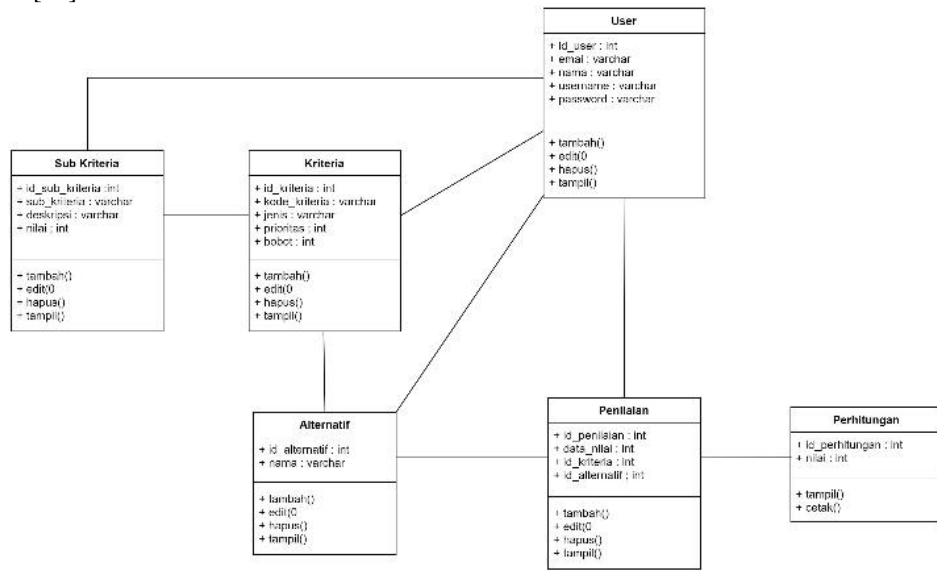 User
+ id_user : int
+ emal : varchar
+ nama : varchar
+ username : varchar
+ password : varchar
+ tambah()
+ edit(0
+ hapus()
+ tampil()
Sub Kriteria
+ id_sub_kriteria :int
+ sub_kriteria : varchar
+ deskripsi : varchar
+ nilai : int
+ tambah()
+ edit(0
+ hapus()
+ tampil()
Kriteria
+ id_kriteria : int
+ kode_kriteria : varchar
+ jenis : varchar
+ prioritas : int
+ bobot : int
+ tambah()
+ edit(0
+ hapus()
+ tampil()
Alternatif
+ id_alternatif : int
+ nama : varchar
+ tambah()
+ edit(0
+ hapus()
+ tampil()
Penilaian
+ id_penilaian : int
+ data_nilai : int
+ id_kriteria : int
+ id_alternatif : int
+ tambah()
+ edit(0
+ hapus()
+ tampil()
Perhitungan
+ id_perhitungan : int
+ nilai : int
+ tampil()
+ cetak()